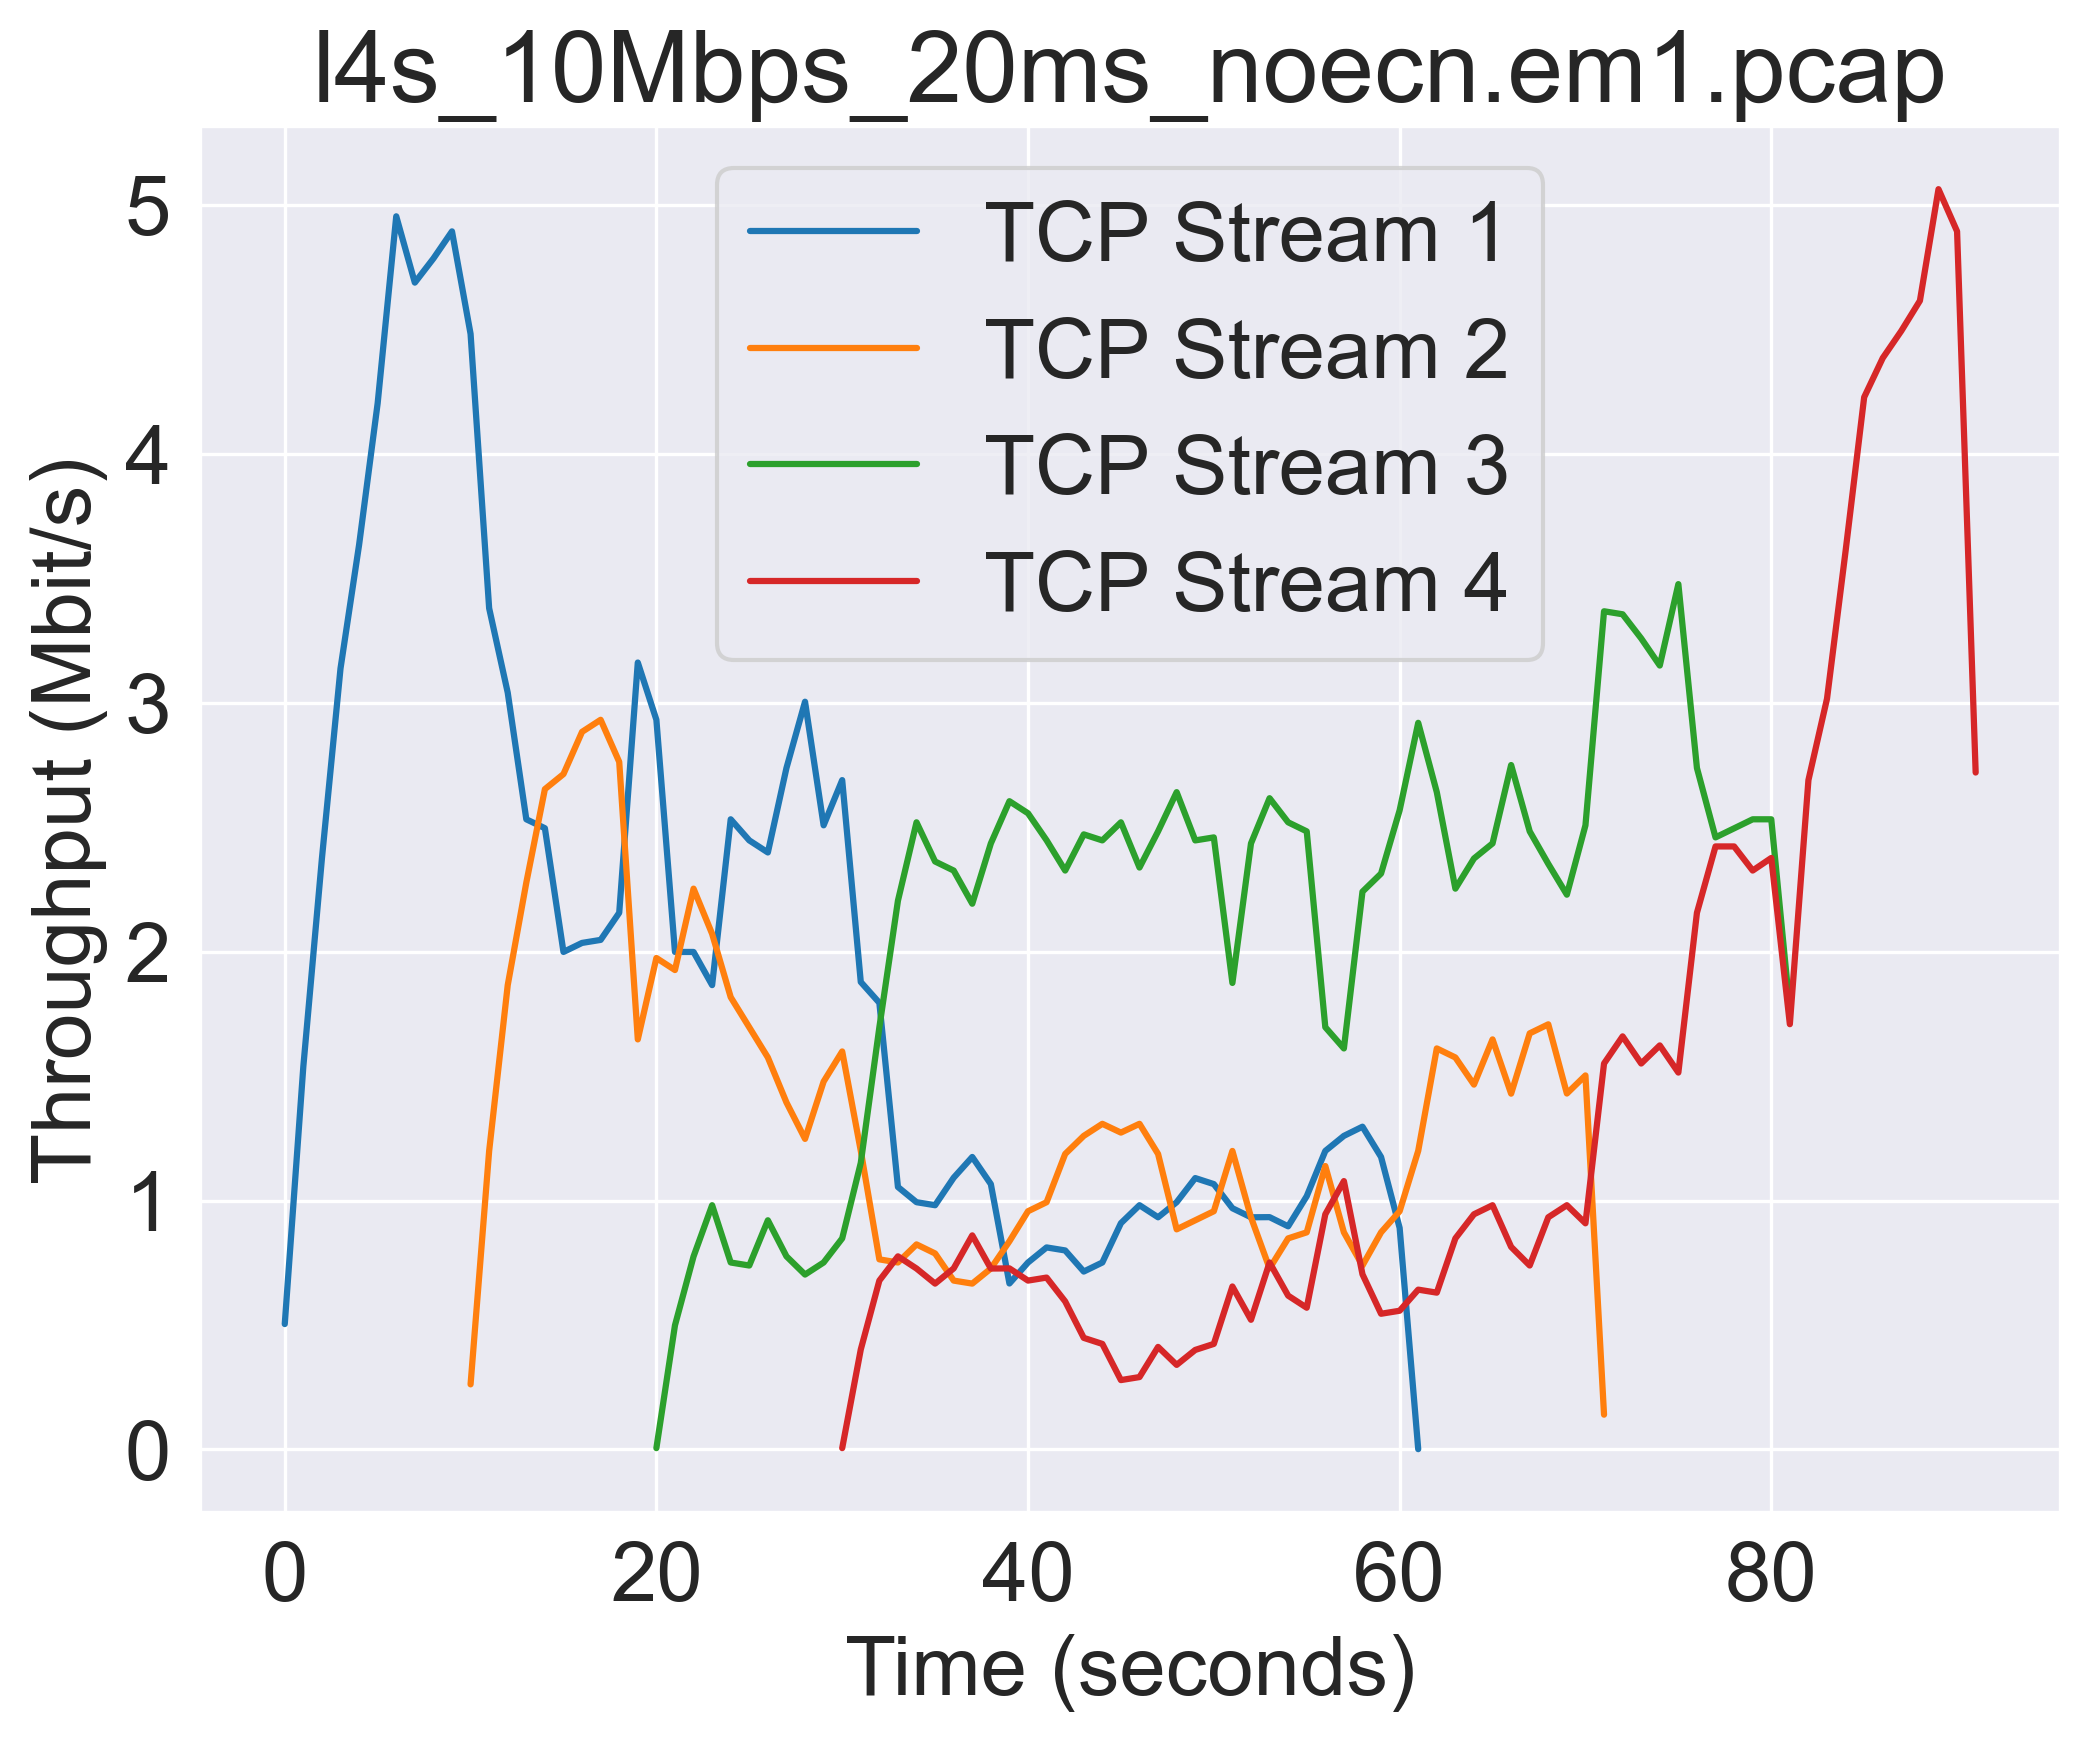 l4s_10Mbps_20ms_noecn.em1.pcap
TCP Stream 1
TCP Stream 2
TCP Stream 3
TCP Stream 4
Throughput (Mbit/s)
5
4
3
2
1
0
0 20 40 60 80
Time (seconds)